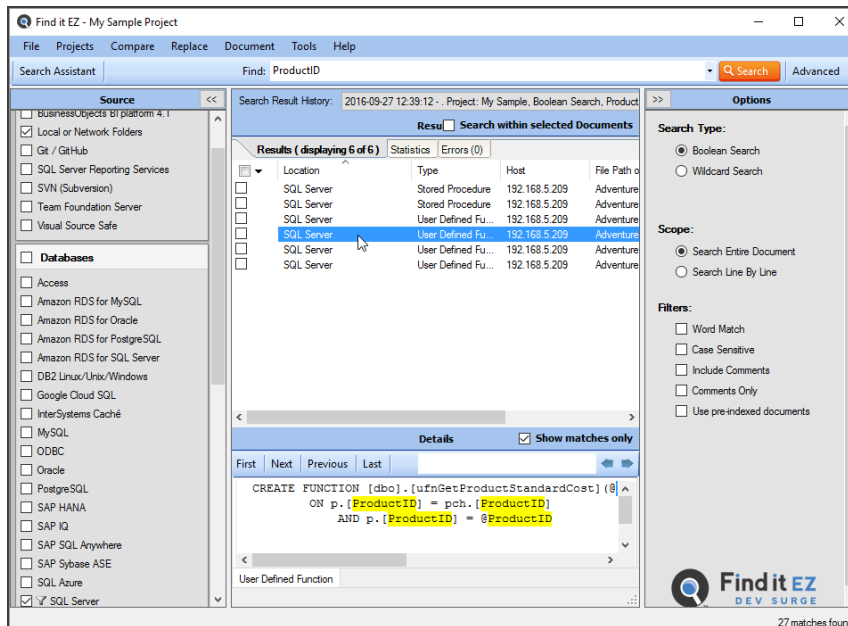 Find it EZ - My Sample Project
File Projects Compare Replace Document Tools Help
Search Assistant Find: ProductID Search Advanced
Source <<
BusinessObjects BI platform 4.1
Local or Network Folders
Git / GitHub
SQL Server Reporting Services
SVN (Subversion)
Team Foundation Server
Visual Source Safe
Databases
Access
Amazon RDS for MySQL
Amazon RDS for Oracle
Amazon RDS for PostgreSQL
Amazon RDS for SQL Server
DB2 Linux/Unix/Windows
Google Cloud SQL
InterSystems Caché
MySQL
ODBC
Oracle
PostgreSQL
SAP HANA
SAP IQ
SAP SQL Anywhere
SAP Sybase ASE
SQL Azure
SQL Server
Search Result History: 2016-09-27 12:39:12 - . Project: My Sample, Boolean Search, Product
Resu Search within selected Documents
Results ( displaying 6 of 6 ) Statistics Errors (0)
Location Type Host File Path o
SQL Server Stored Procedure 192.168.5.209 Adventure
SQL Server Stored Procedure 192.168.5.209 Adventure
SQL Server User Defined Fu... 192.168.5.209 Adventure
SQL Server User Defined Fu... 192.168.5.209 Adventure
SQL Server User Defined Fu... 192.168.5.209 Adventure
SQL Server User Defined Fu... 192.168.5.209 Adventure
Details Show matches only
First Next Previous Last
CREATE FUNCTION [dbo].[ufnGetProductStandardCost](@
ON p.[ProductID] = pch.[ProductID]
AND p.[ProductID] = @ProductID
User Defined Function
>> Options
Search Type:
Boolean Search
Wildcard Search
Scope:
Search Entire Document
Search Line By Line
Filters:
Word Match
Case Sensitive
Include Comments
Comments Only
Use pre-indexed documents
Find it EZ
DEV SURGE
27 matches foun